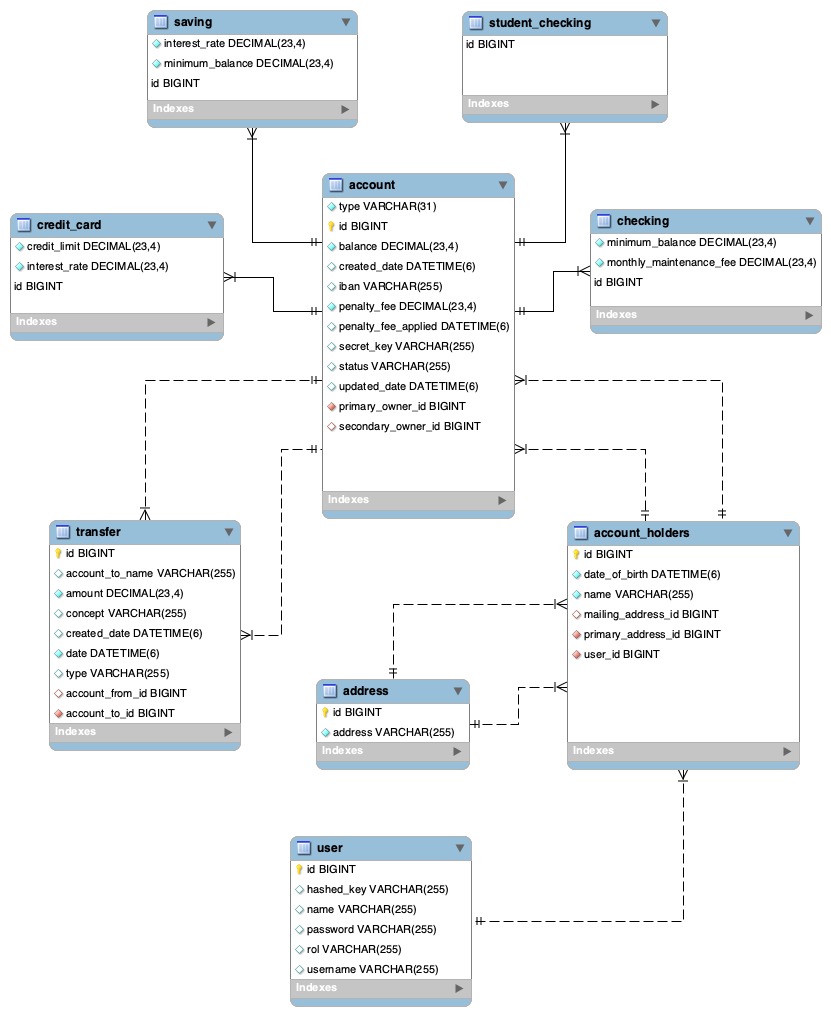 saving
interest_rate DECIMAL(23,4)
minimum_balance DECIMAL(23,4)
id BIGINT
Indexes
student_checking
id BIGINT
Indexes
account
type VARCHAR(31)
id BIGINT
balance DECIMAL(23,4)
created_date DATETIME(6)
iban VARCHAR(255)
penalty_fee DECIMAL(23,4)
penalty_fee_applied DATETIME(6)
secret_key VARCHAR(255)
status VARCHAR(255)
updated_date DATETIME(6)
primary_owner_id BIGINT
secondary_owner_id BIGINT
Indexes
credit_card
credit_limit DECIMAL(23,4)
interest_rate DECIMAL(23,4)
id BIGINT
Indexes
checking
minimum_balance DECIMAL(23,4)
monthly_maintenance_fee DECIMAL(23,4)
id BIGINT
Indexes
transfer
id BIGINT
account_to_name VARCHAR(255)
amount DECIMAL(23,4)
concept VARCHAR(255)
created_date DATETIME(6)
date DATETIME(6)
type VARCHAR(255)
account_from_id BIGINT
account_to_id BIGINT
Indexes
account_holders
id BIGINT
date_of_birth DATETIME(6)
name VARCHAR(255)
mailing_address_id BIGINT
primary_address_id BIGINT
user_id BIGINT
Indexes
address
id BIGINT
address VARCHAR(255)
Indexes
user
id BIGINT
hashed_key VARCHAR(255)
name VARCHAR(255)
password VARCHAR(255)
rol VARCHAR(255)
username VARCHAR(255)
Indexes